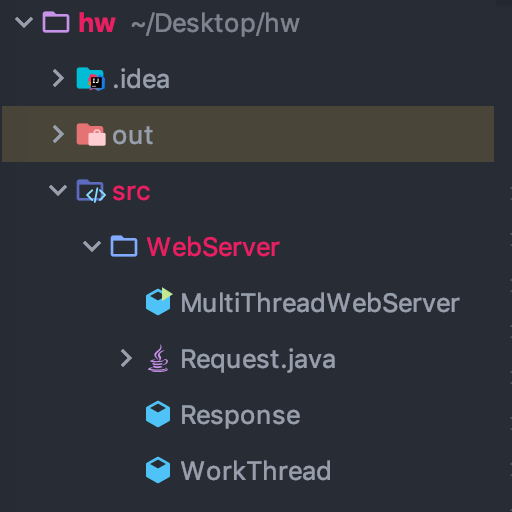 hw ~/Desktop/hw
.idea
out
src
WebServer
MultiThreadWebServer
Request.java
Response
WorkThread